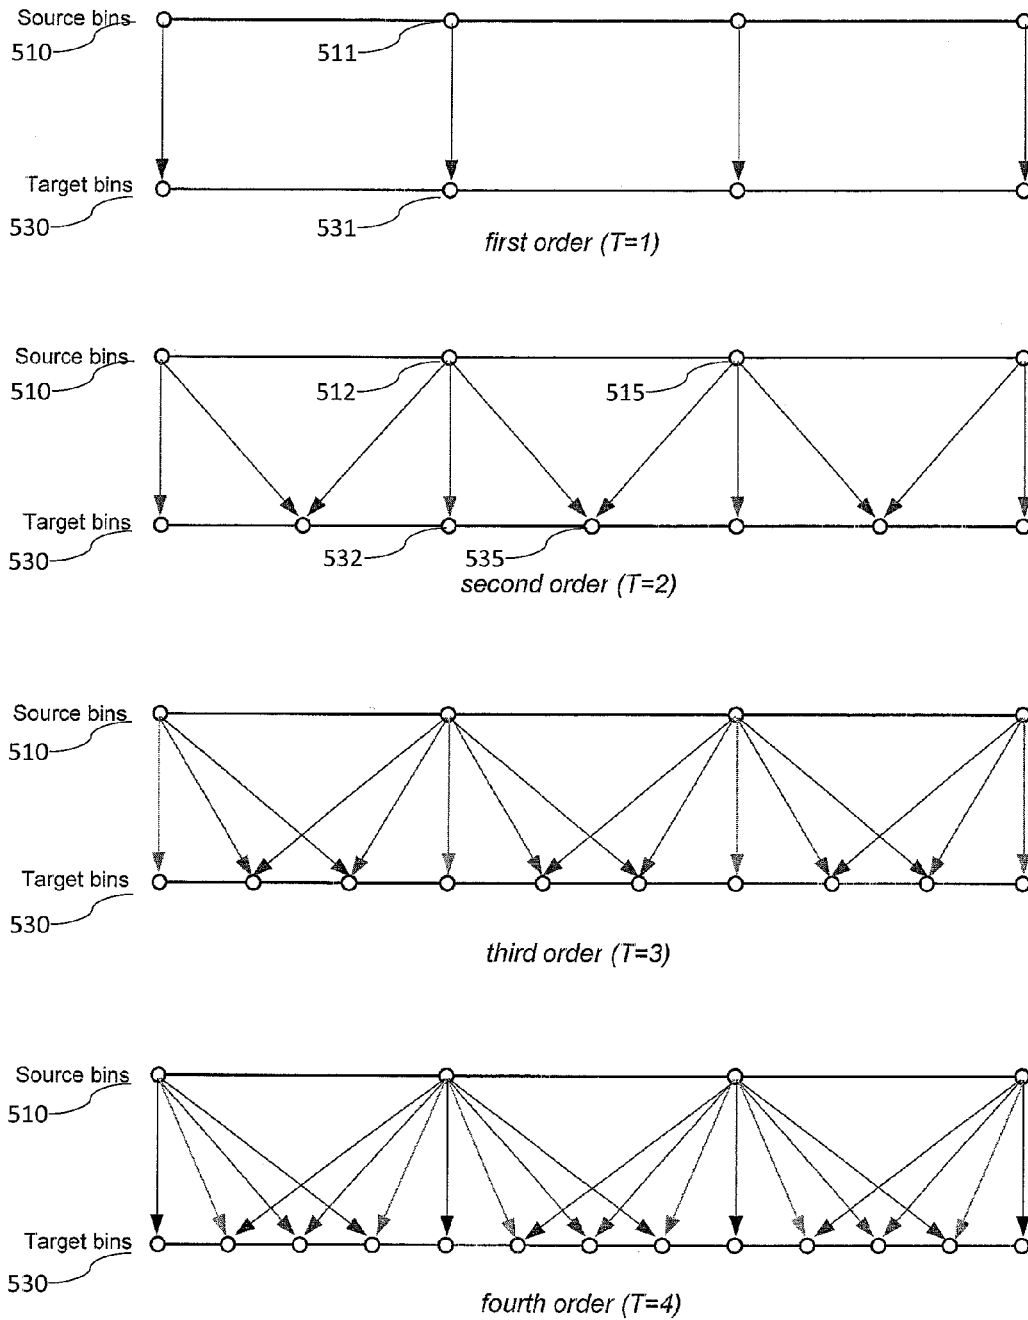 Source bins
510 511
Target bins
530 531
first order (T=1)
Source bins
510 512 515
Target bins
530 532 535
second order (T=2)
Source bins
510
Target bins
530
third order (T=3)
Source bins
510
Target bins
530
fourth order (T=4)